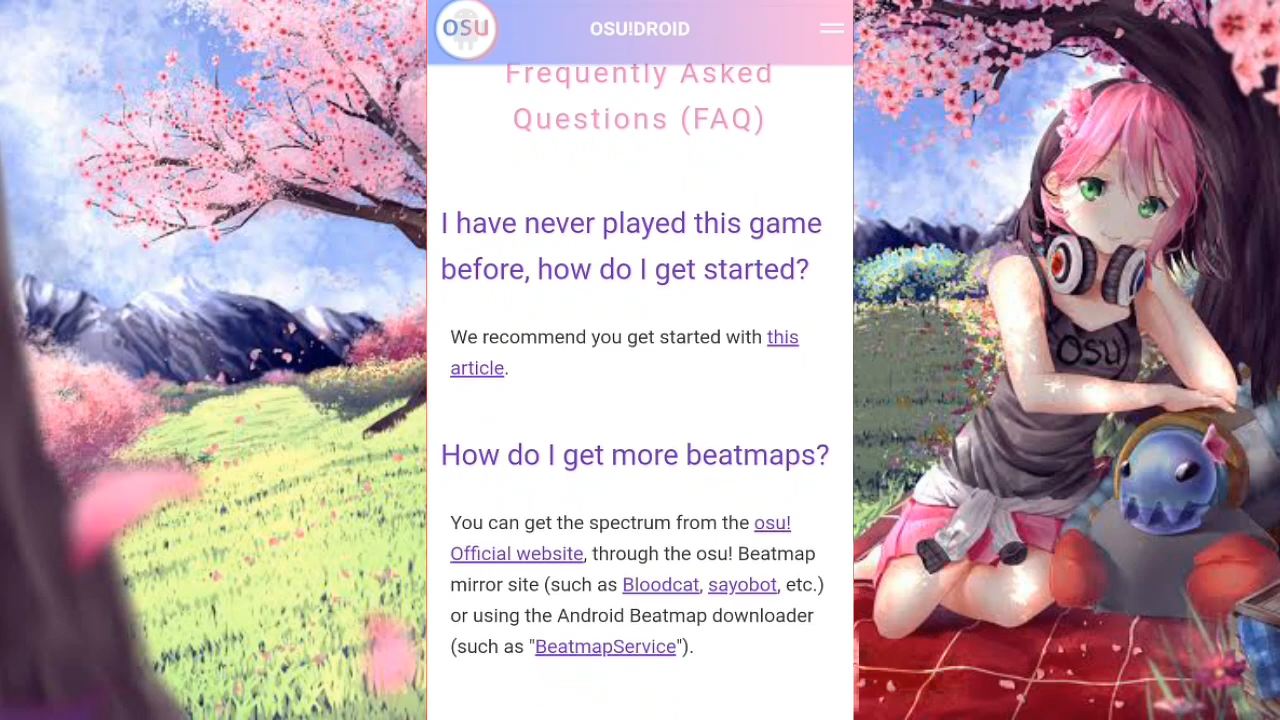 osu
OSU!DROID
Frequently Asked
Questions (FAQ)
I have never played this game
before, how do I get started?
We recommend you get started with this
article.
How do I get more beatmaps?
You can get the spectrum from the osu!
Official website, through the osu! Beatmap
mirror site (such as Bloodcat, sayobot, etc.)
or using the Android Beatmap downloader
(such as "BeatmapService").
osu!